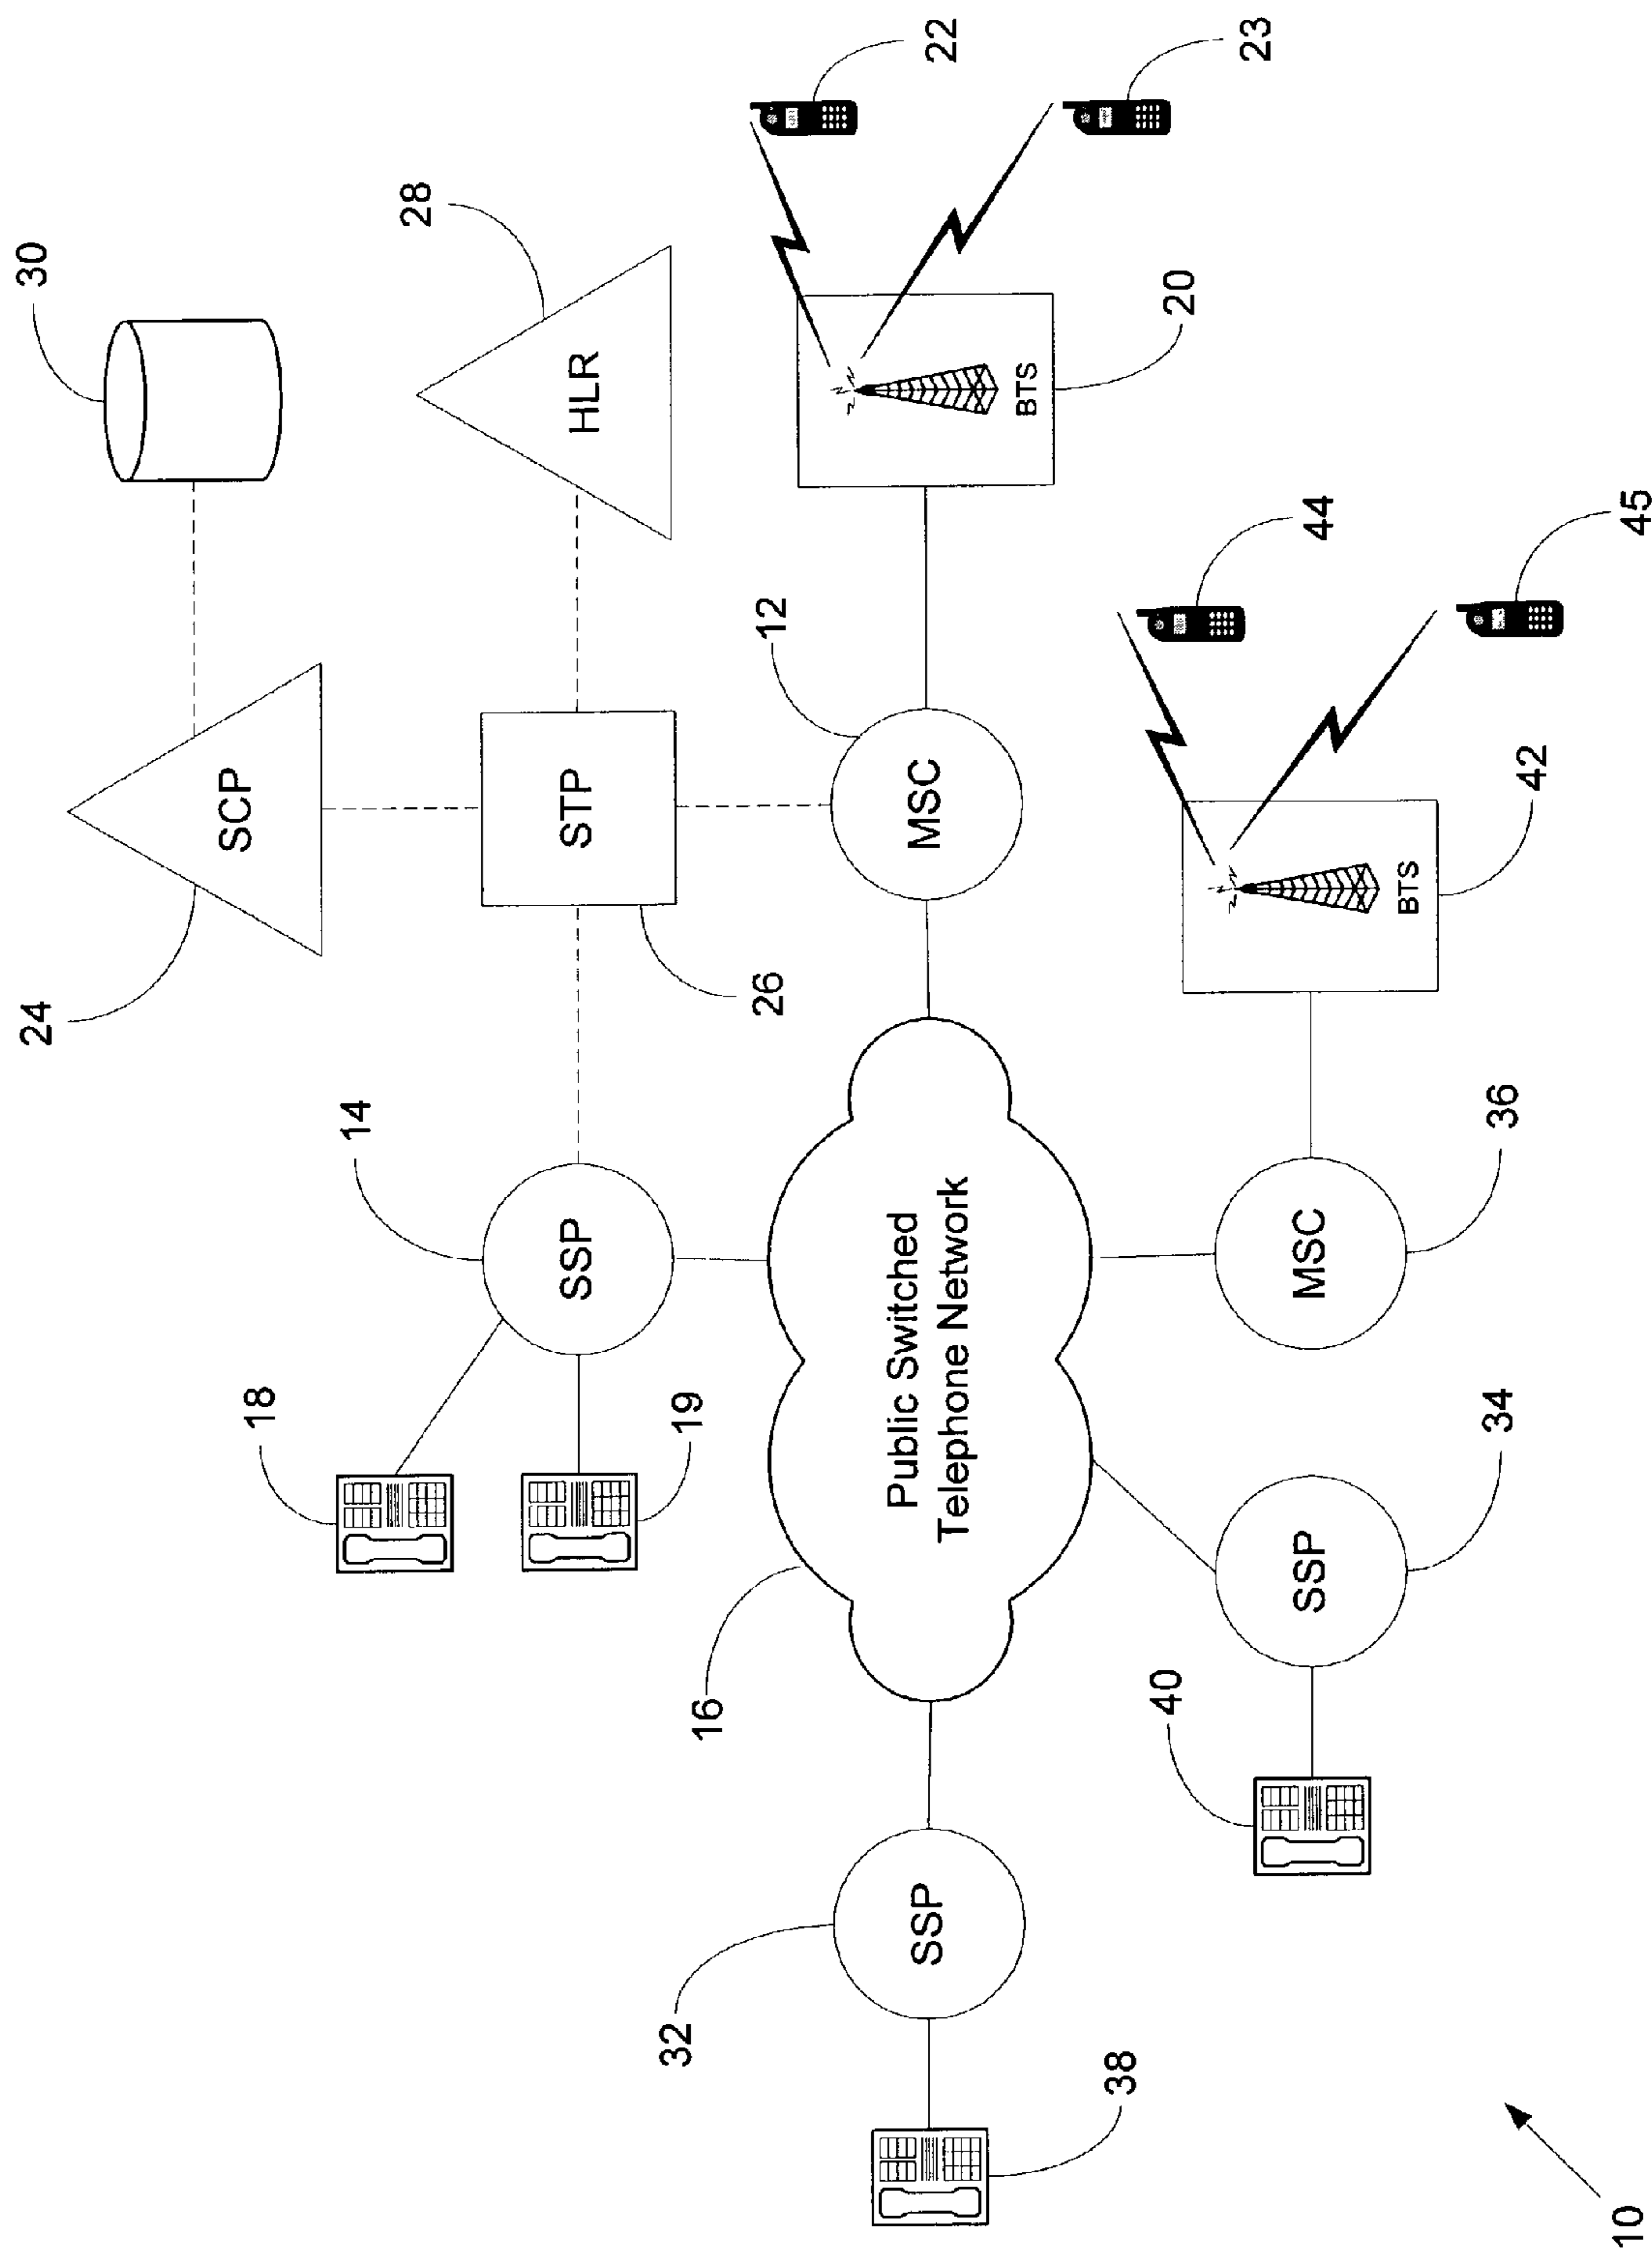 24
30
18
SCP
14
28
SSP
STP
HLR
32
19
16
26
12
Public Switched
Telephone Network
SSP
MSC
22
BTS
38
40
20
23
SSP
MSC
44
BTS
34
36
42
10
45